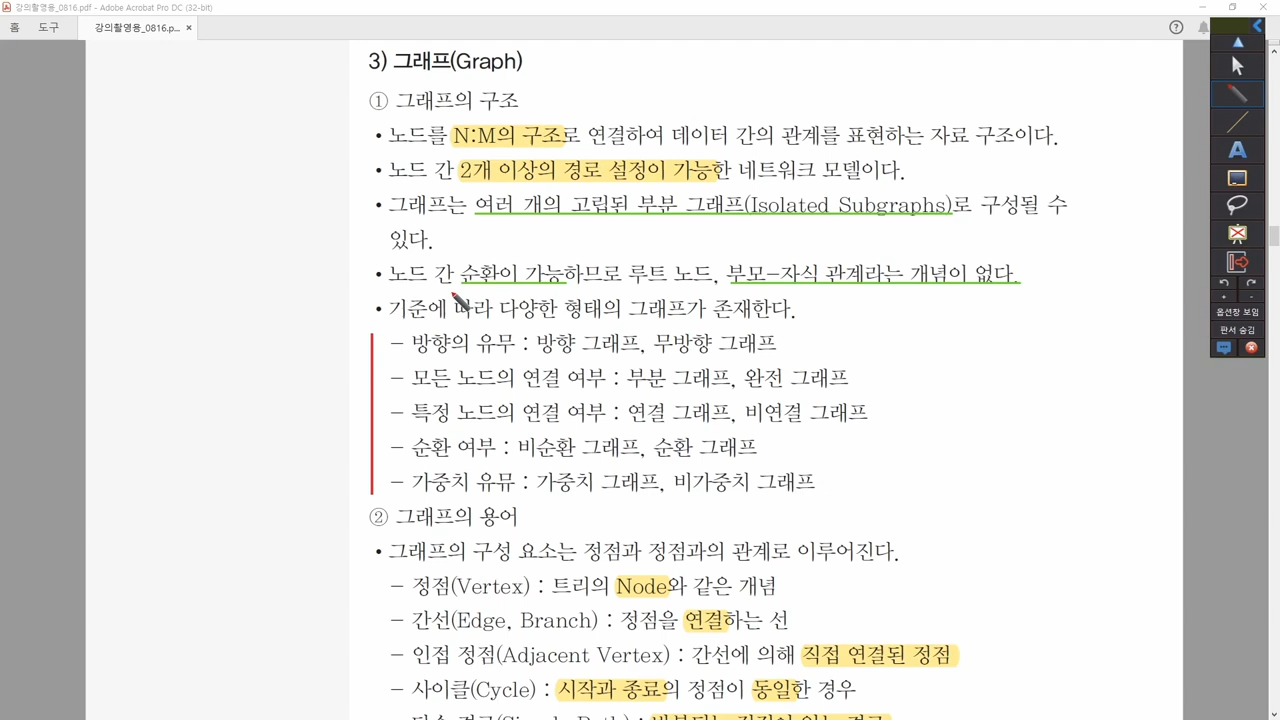 강의촬영용_0816.pdf - Adobe Acrobat Pro DC (32-bit)
홈 도구 강의촬영용_0816.p... ×
3) 그래프(Graph)
① 그래프의 구조
• 노드를 N:M의 구조로 연결하여 데이터 간의 관계를 표현하는 자료 구조이다.
• 노드 간 2개 이상의 경로 설정이 가능한 네트워크 모델이다.
• 그래프는 여러 개의 고립된 부분 그래프(Isolated Subgraphs)로 구성될 수
있다.
• 노드 간 순환이 가능하므로 루트 노드, 부모-자식 관계라는 개념이 없다.
• 기준에 따라 다양한 형태의 그래프가 존재한다.
- 방향의 유무 : 방향 그래프, 무방향 그래프
- 모든 노드의 연결 여부 : 부분 그래프, 완전 그래프
- 특정 노드의 연결 여부 : 연결 그래프, 비연결 그래프
- 순환 여부 : 비순환 그래프, 순환 그래프
- 가중치 유뮤 : 가중치 그래프, 비가중치 그래프
② 그래프의 용어
• 그래프의 구성 요소는 정점과 정점과의 관계로 이루어진다.
- 정점(Vertex) : 트리의 Node와 같은 개념
- 간선(Edge, Branch) : 정점을 연결하는 선
- 인접 정점(Adjacent Vertex) : 간선에 의해 직접 연결된 정점
- 사이클(Cycle) : 시작과 종료의 정점이 동일한 경우
A
옵션창 보임
판서 숨김